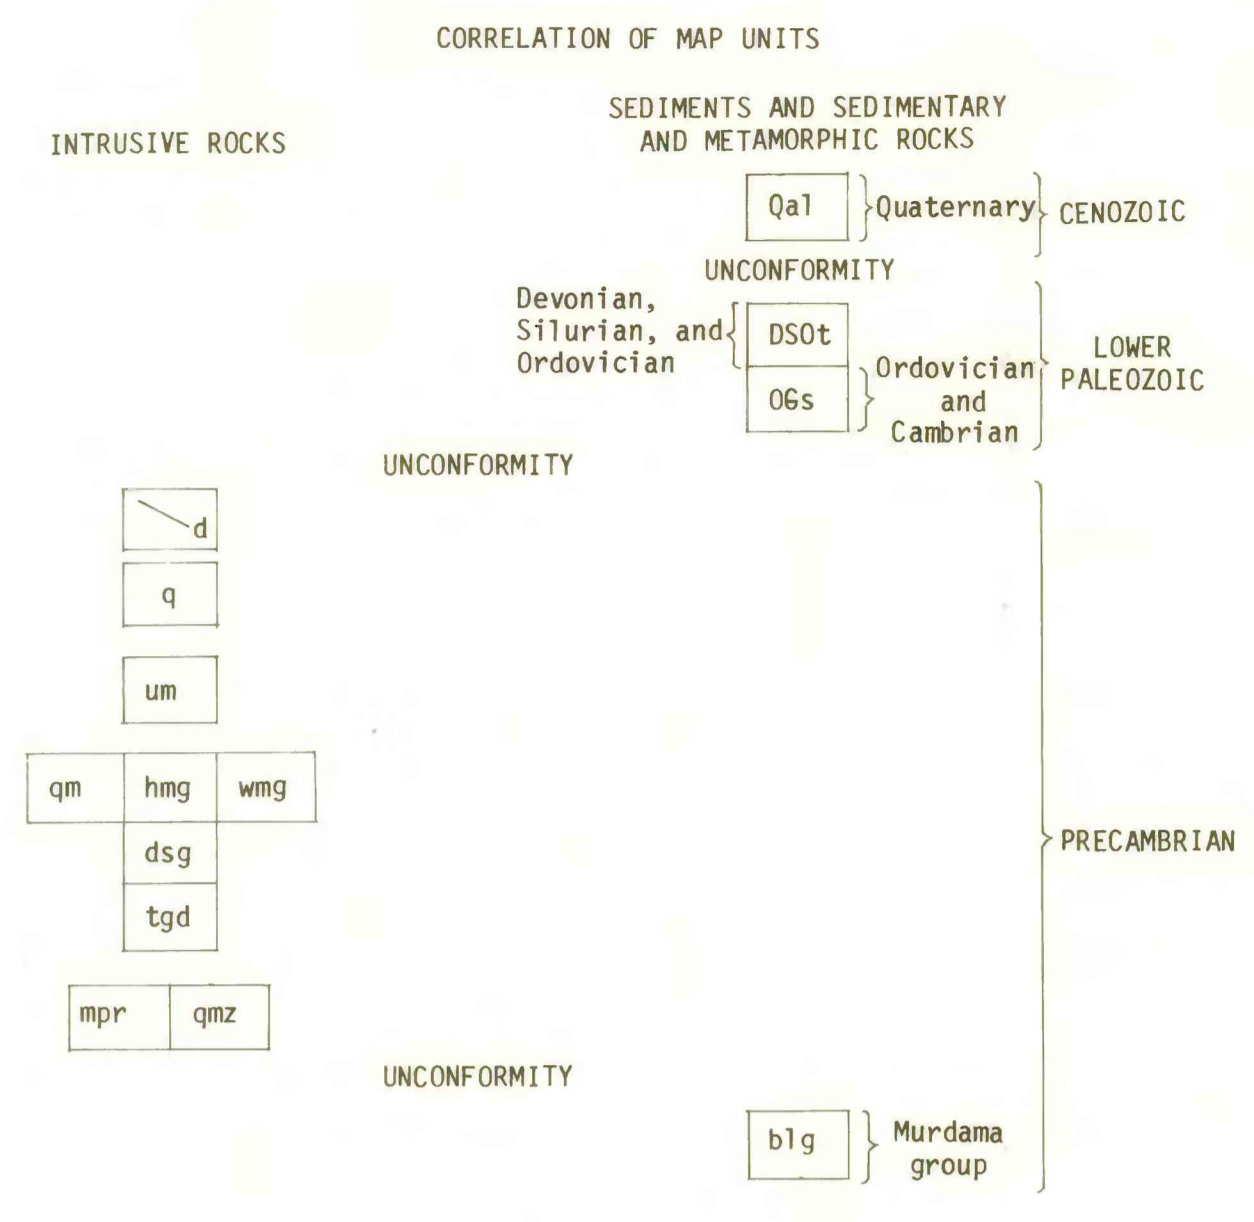 CORRELATION OF MAP UNITS
INTRUSIVE ROCKS
SEDIMENTS AND SEDIMENTARY
AND METAMORPHIC ROCKS
Qal
Quaternary
CENOZOIC
UNCONFORMITY
Devonian,
Silurian, and
Ordovician
DSOt
OЄs
Ordovician
and
Cambrian
LOWER
PALEOZOIC
UNCONFORMITY
d
q
um
qm hmg wmg
dsg
tgd
mpr qmz
PRECAMBRIAN
UNCONFORMITY
blg
Murdama
group